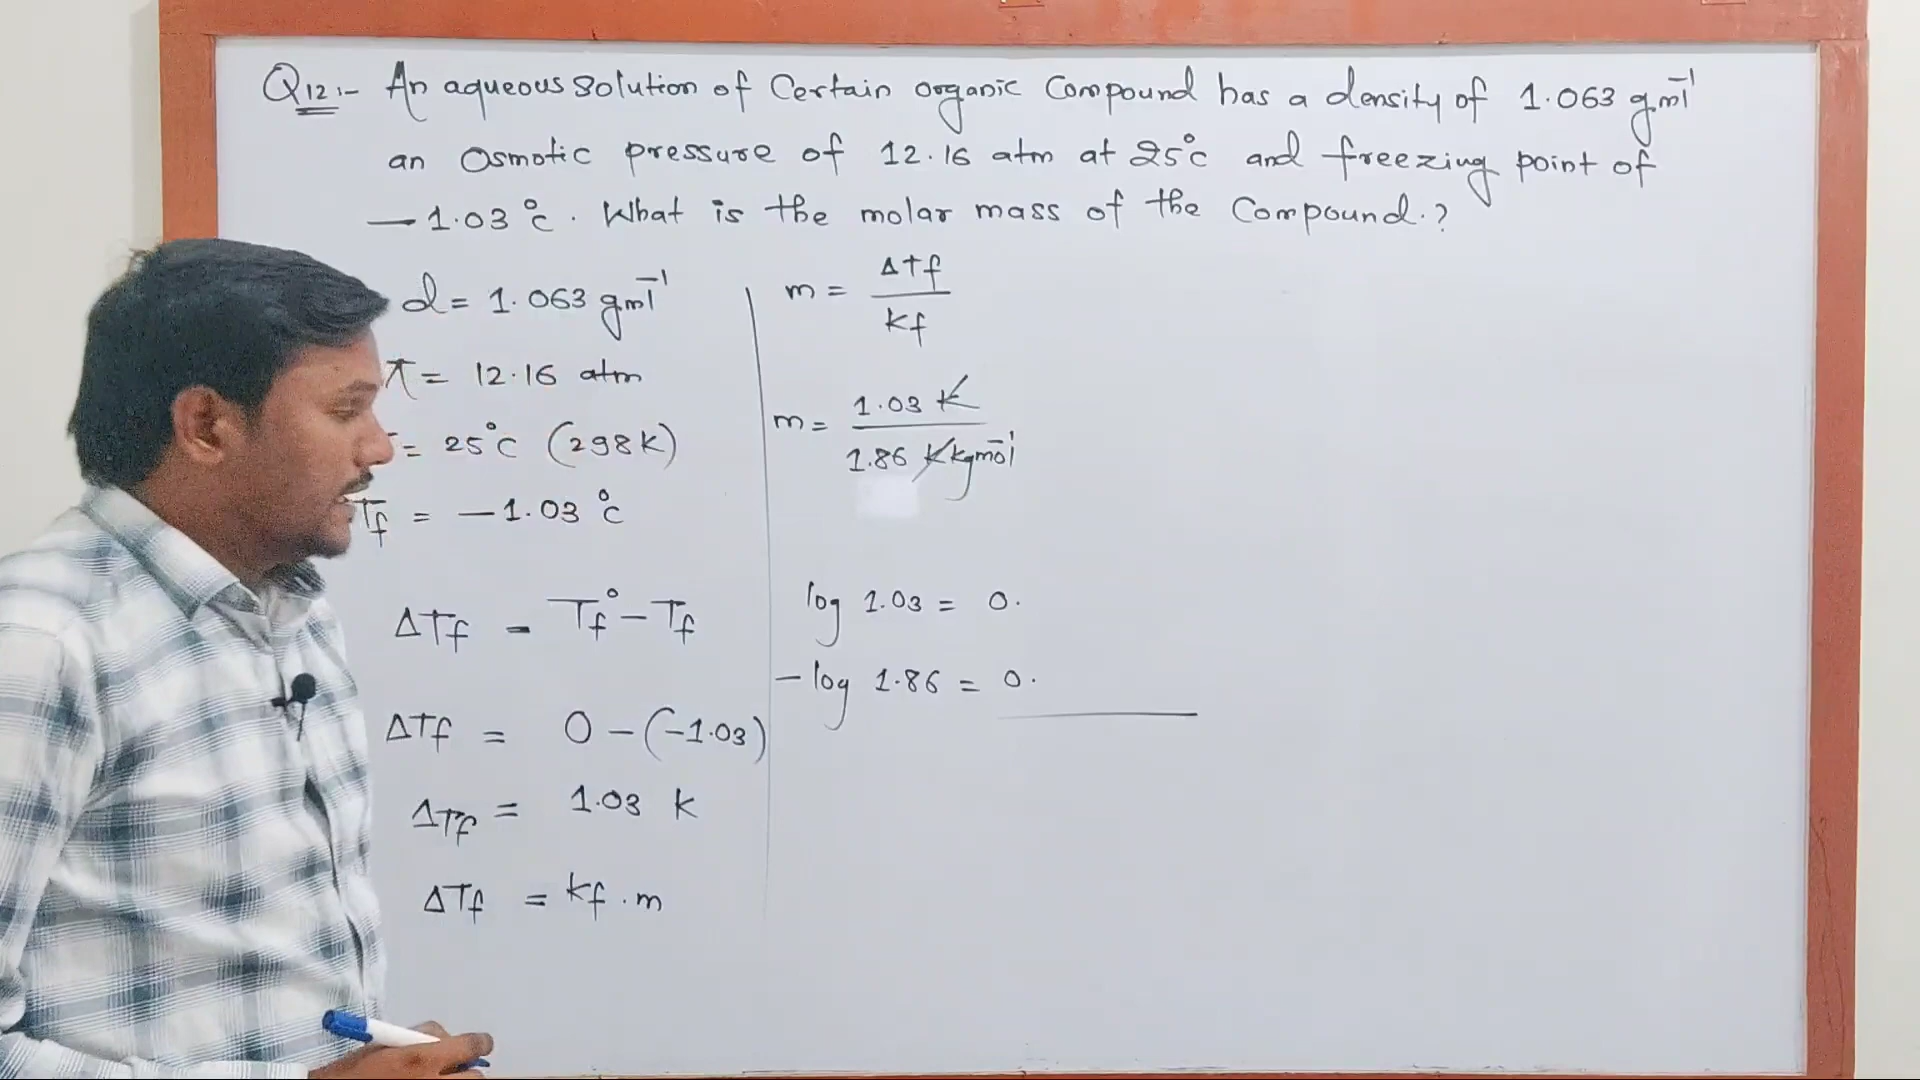 Q12:- An aqueous solution of Certain organic Compound has a density of 1.063 gml⁻¹
an Osmotic pressure of 12.16 atm at 25°c and freezing point of
— 1.03 °c. What is the molar mass of the Compound.?
d = 1.063 gml⁻¹
π = 12.16 atm
= 25°C (298K)
Tf = — 1.03 °c
ΔTf = Tf° — Tf
ΔTf = 0 — (-1.03)
ΔTf = 1.03 K
ΔTf = kf . m
m = ΔTf / kf
m = 1.03 K / 1.86 K kg mol⁻¹
log 1.03 = 0.
— log 1.86 = 0.